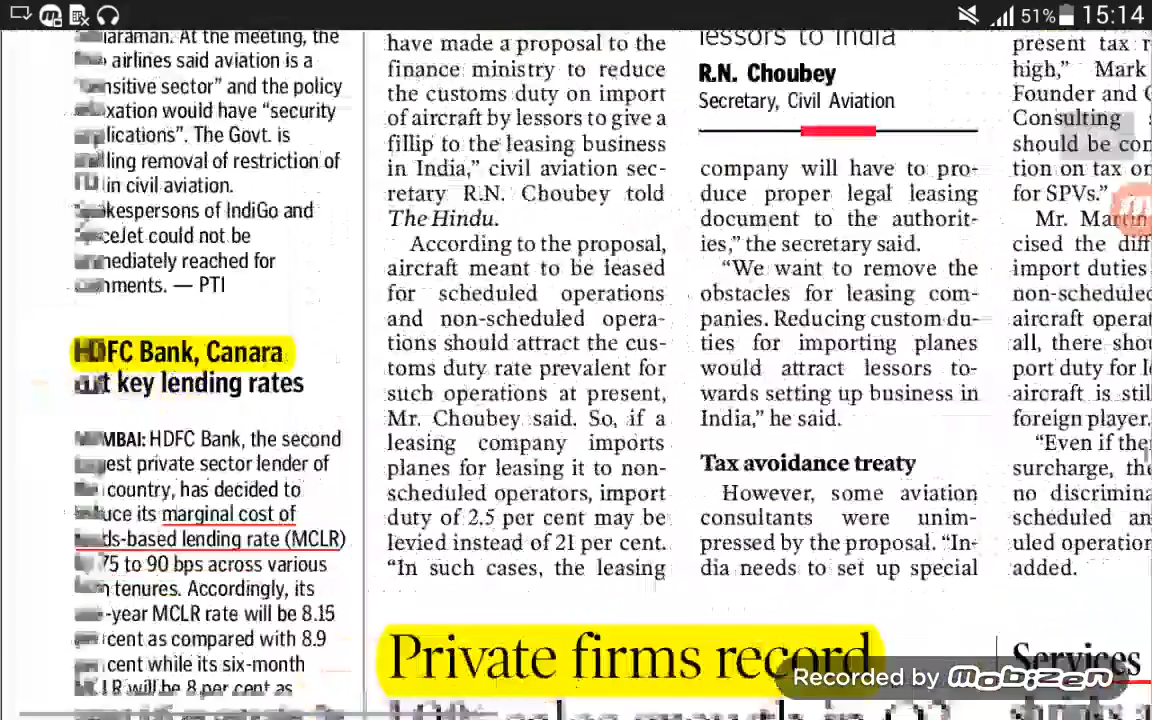 51% 15:14
araman. At the meeting, the
airlines said aviation is a
nsitive sector” and the policy
xation would have “security
lications”. The Govt. is
ling removal of restriction of
in civil aviation.
kespersons of IndiGo and
ceJet could not be
mediately reached for
mments. — PTI
HDFC Bank, Canara
cut key lending rates
MBAI: HDFC Bank, the second
est private sector lender of
country, has decided to
uce its marginal cost of
ds-based lending rate (MCLR)
75 to 90 bps across various
tenures. Accordingly, its
-year MCLR rate will be 8.15
cent as compared with 8.9
cent while its six-month
LR will be 8 per cent as
have made a proposal to the
finance ministry to reduce
the customs duty on import
of aircraft by lessors to give a
fillip to the leasing business
in India,” civil aviation sec-
retary R.N. Choubey told
The Hindu.
According to the proposal,
aircraft meant to be leased
for scheduled operations
and non-scheduled opera-
tions should attract the cus-
toms duty rate prevalent for
such operations at present,
Mr. Choubey said. So, if a
leasing company imports
planes for leasing it to non-
scheduled operators, import
duty of 2.5 per cent may be
levied instead of 21 per cent.
“In such cases, the leasing
lessors to India
R.N. Choubey
Secretary, Civil Aviation
company will have to pro-
duce proper legal leasing
document to the authorit-
ies,” the secretary said.
“We want to remove the
obstacles for leasing com-
panies. Reducing custom du-
ties for importing planes
would attract lessors to-
wards setting up business in
India,” he said.
Tax avoidance treaty
However, some aviation
consultants were unim-
pressed by the proposal. “In-
dia needs to set up special
present tax r
high,” Mark
Founder and C
Consulting s
should be con
tion on tax on
for SPVs.”
Mr. Martin
cised the diff
import duties
non-scheduled
aircraft operat
all, there shou
port duty for le
aircraft is still
foreign player.
“Even if the
surcharge, the
no discrimina
scheduled an
uled operation
added.
Private firms record
Services
Recorded by mobizen